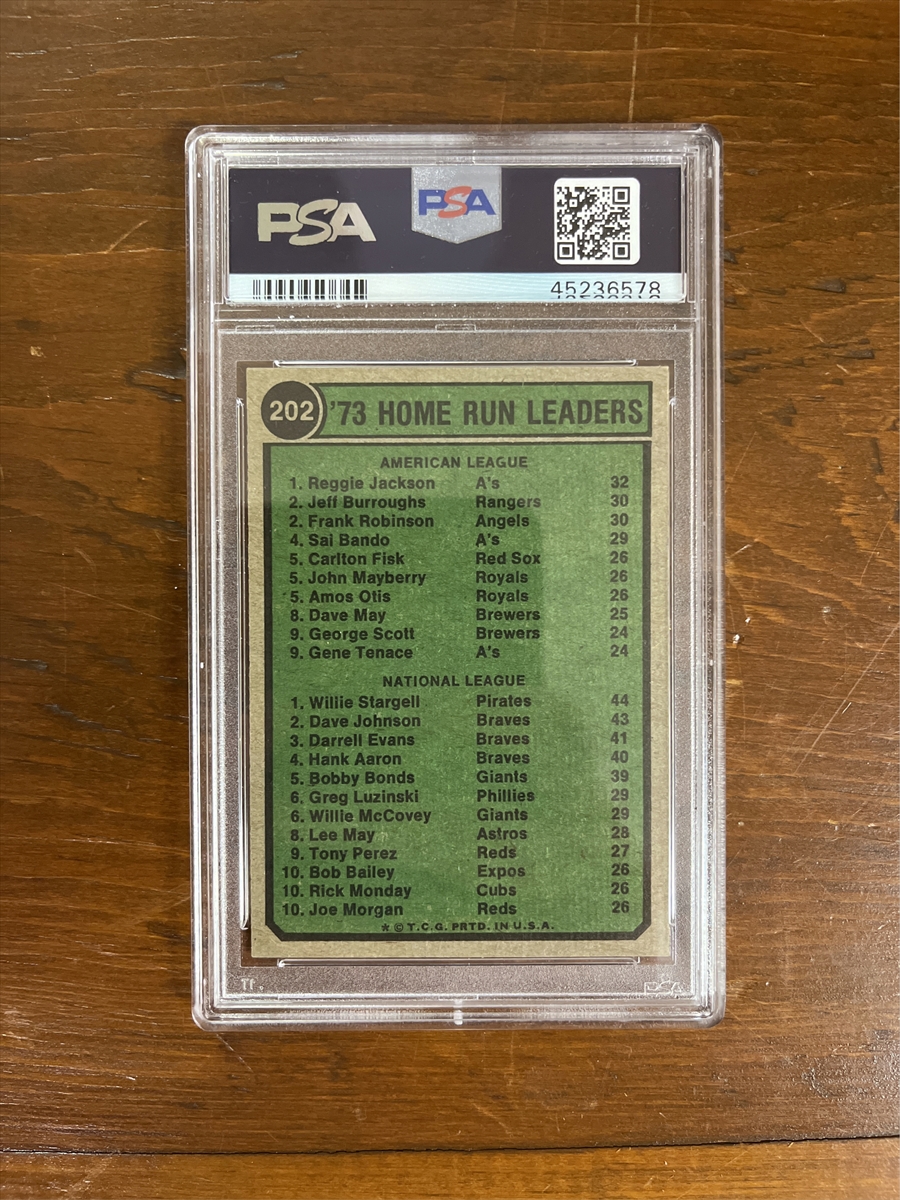 PSA PSA
45236578
202 '73 HOME RUN LEADERS
AMERICAN LEAGUE
1. Reggie Jackson A's 32
2. Jeff Burroughs Rangers 30
2. Frank Robinson Angels 30
4. Sal Bando A's 29
5. Carlton Fisk Red Sox 26
5. John Mayberry Royals 26
5. Amos Otis Royals 26
8. Dave May Brewers 25
9. George Scott Brewers 24
9. Gene Tenace A's 24
NATIONAL LEAGUE
1. Willie Stargell Pirates 44
2. Dave Johnson Braves 43
3. Darrell Evans Braves 41
4. Hank Aaron Braves 40
5. Bobby Bonds Giants 39
6. Greg Luzinski Phillies 29
6. Willie McCovey Giants 29
8. Lee May Astros 28
9. Tony Perez Reds 27
10. Bob Bailey Expos 26
10. Rick Monday Cubs 26
10. Joe Morgan Reds 26
* © T.C.G. PRTD. IN U.S.A.
PSA